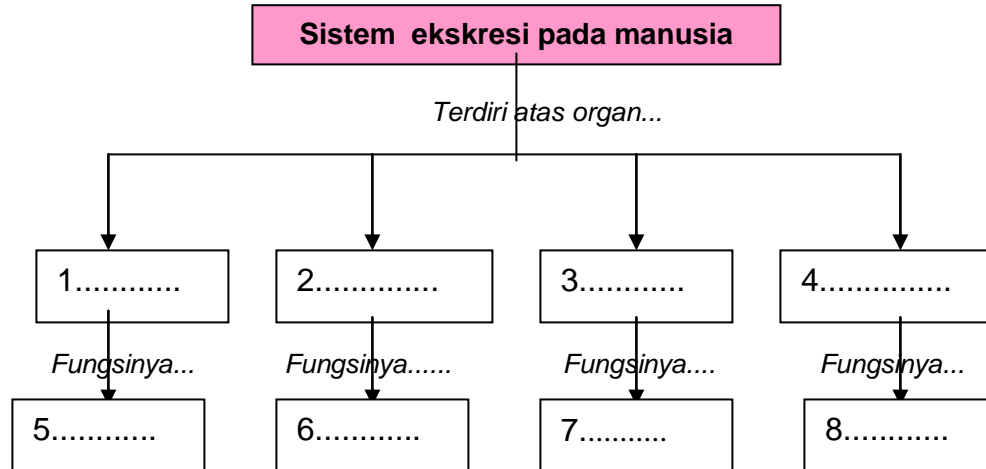 Sistem ekskresi pada manusia
Terdiri atas organ...
1............
2..............
3............
4...............
Fungsinya...
Fungsinya......
Fungsinya....
Fungsinya...
5............
6............
7...........
8............